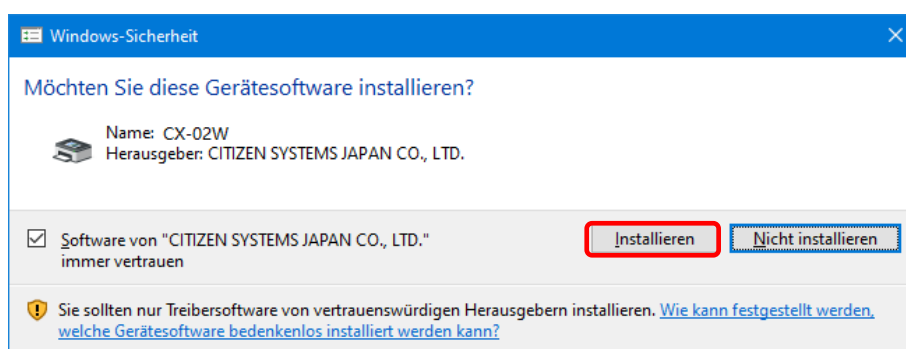 Windows-Sicherheit
Möchten Sie diese Gerätesoftware installieren?
Name: CX-02W
Herausgeber: CITIZEN SYSTEMS JAPAN CO., LTD.
Software von "CITIZEN SYSTEMS JAPAN CO., LTD."
immer vertrauen
Installieren
Nicht installieren
Sie sollten nur Treibersoftware von vertrauenswürdigen Herausgebern installieren. Wie kann festgestellt werden,
welche Gerätesoftware bedenkenlos installiert werden kann?